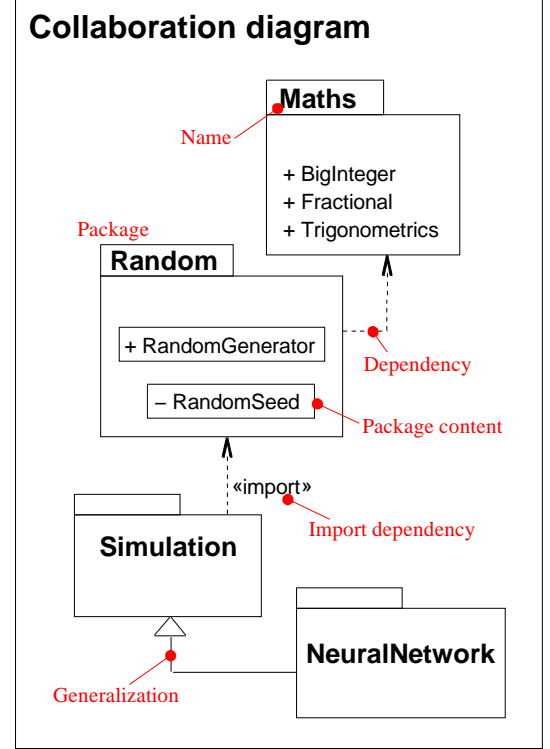 Collaboration diagram
Maths
Name
+ BigInteger
+ Fractional
+ Trigonometrics
Package
Random
+ RandomGenerator
Dependency
– RandomSeed
Package content
«import»
Import dependency
Simulation
NeuralNetwork
Generalization